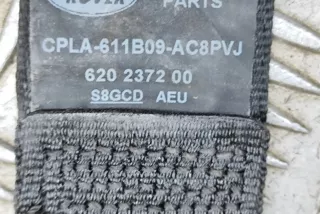 PARTS
CPLA-611B09-AC8PVJ
620 2372 00
S8GCD AEU -